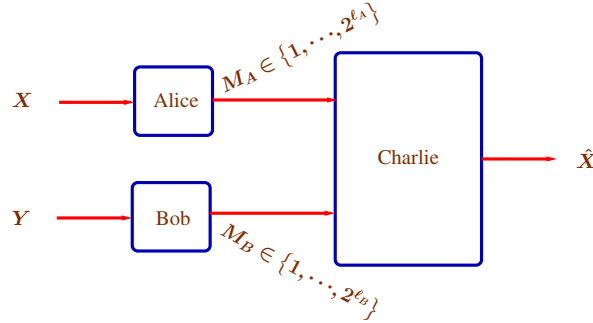 M_A ∈ {1, ⋯, 2^{ℓ_A}}
X
Alice
Charlie
X̂
Y
Bob
M_B ∈ {1, ⋯, 2^{ℓ_B}}